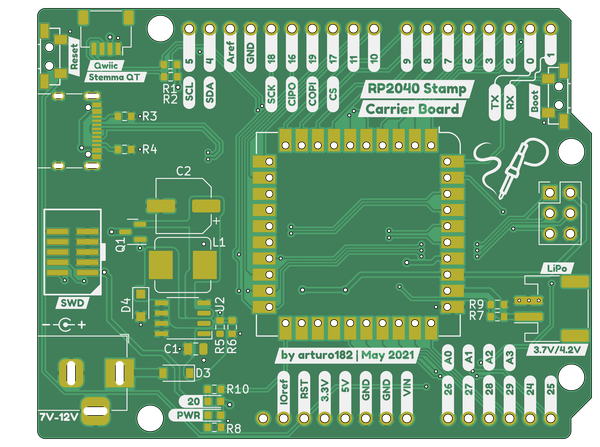 5
4
Aref
GND
18
16
19
17
11
10
9
8
7
6
3
2
0
1
Reset
Qwiic
Stemma QT
R1
R2
SCL
SDA
SCK
CIPO
COPI
CS
RP2040 Stamp
Carrier Board
TX
RX
Boot
R3
R4
C2
+
Q1
L1
LiPo
SWD
D4
J2
R9
R7
- +
C1
R5
R6
3.7V/4.2V
by arturo182 | May 2021
A0
A1
A2
A3
D3
R10
20
PWR
R8
7V-12V
IOref
RST
3.3V
5V
GND
GND
VIN
26
27
28
29
24
25